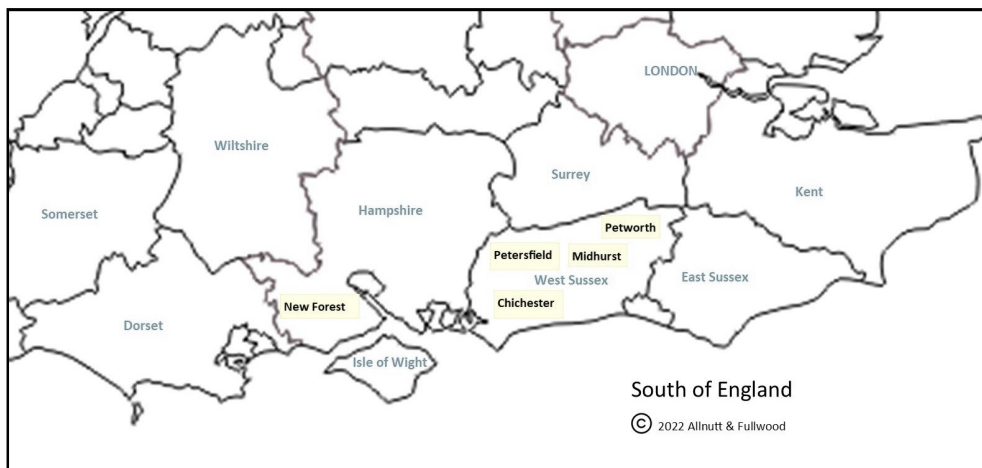 LONDON
Wiltshire
Surrey
Kent
Somerset
Hampshire
Petworth
Petersfield
Midhurst
West Sussex
East Sussex
New Forest
Chichester
Dorset
Isle of Wight
South of England
© 2022 Allnutt & Fullwood